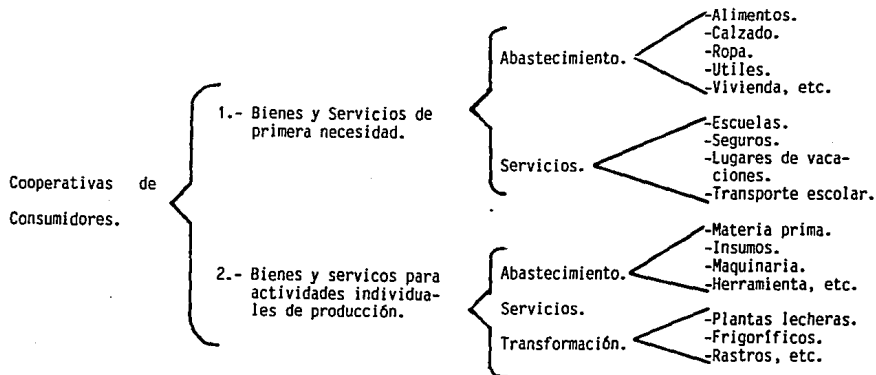 Cooperativas de
Consumidores.
1.- Bienes y Servicios de
primera necesidad.
Abastecimiento.
-Alimentos.
-Calzado.
-Ropa.
-Utiles.
-Vivienda, etc.
Servicios.
-Escuelas.
-Seguros.
-Lugares de vaca-
ciones.
-Transporte escolar.
2.- Bienes y servicos para
actividades individua-
les de producción.
Abastecimiento.
-Materia prima.
-Insumos.
-Maquinaria.
-Herramienta, etc.
Servicios.
Transformación.
-Plantas lecheras.
-Frigoríficos.
-Rastros, etc.